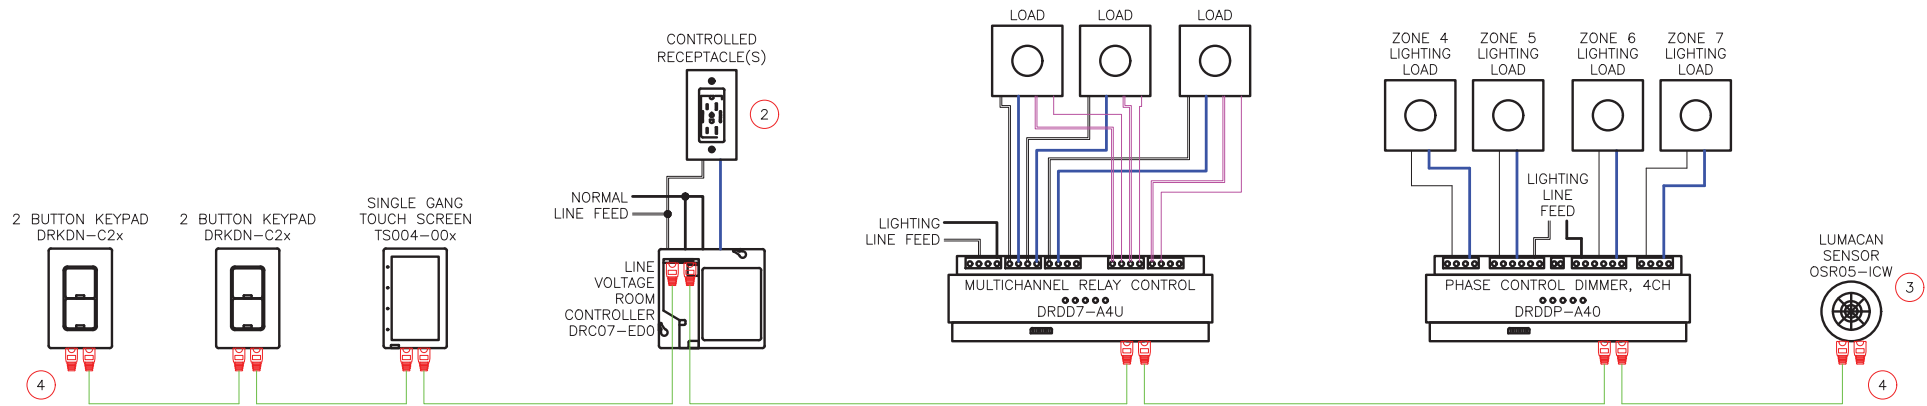 2 BUTTON KEYPAD
DRKDN-C2x
2 BUTTON KEYPAD
DRKDN-C2x
SINGLE GANG
TOUCH SCREEN
TS004-00x
4
CONTROLLED
RECEPTACLE(S)
2
NORMAL
LINE FEED
LINE
VOLTAGE
ROOM
CONTROLLER
DRC07-ED0
LOAD
LOAD
LOAD
LIGHTING
LINE FEED
MULTICHANNEL RELAY CONTROL
DRDD7-A4U
ZONE 4
LIGHTING
LOAD
ZONE 5
LIGHTING
LOAD
ZONE 6
LIGHTING
LOAD
ZONE 7
LIGHTING
LOAD
LIGHTING
LINE
FEED
PHASE CONTROL DIMMER, 4CH
DRDDP-A40
LUMACAN
SENSOR
OSR05-ICW
3
4